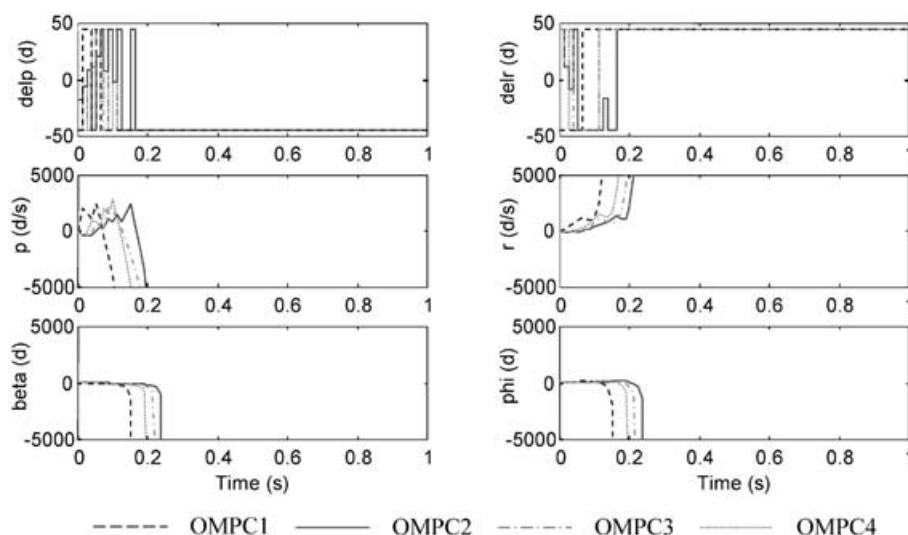 50
0
-50
delp (d)
0 0.2 0.4 0.6 0.8 1
50
0
-50
delr (d)
0 0.2 0.4 0.6 0.8 1
5000
0
-5000
p (d/s)
0 0.2 0.4 0.6 0.8 1
5000
0
-5000
r (d/s)
0 0.2 0.4 0.6 0.8 1
5000
0
-5000
beta (d)
0 0.2 0.4 0.6 0.8 1
Time (s)
5000
0
-5000
phi (d)
0 0.2 0.4 0.6 0.8 1
Time (s)
OMPC1 OMPC2 OMPC3 OMPC4